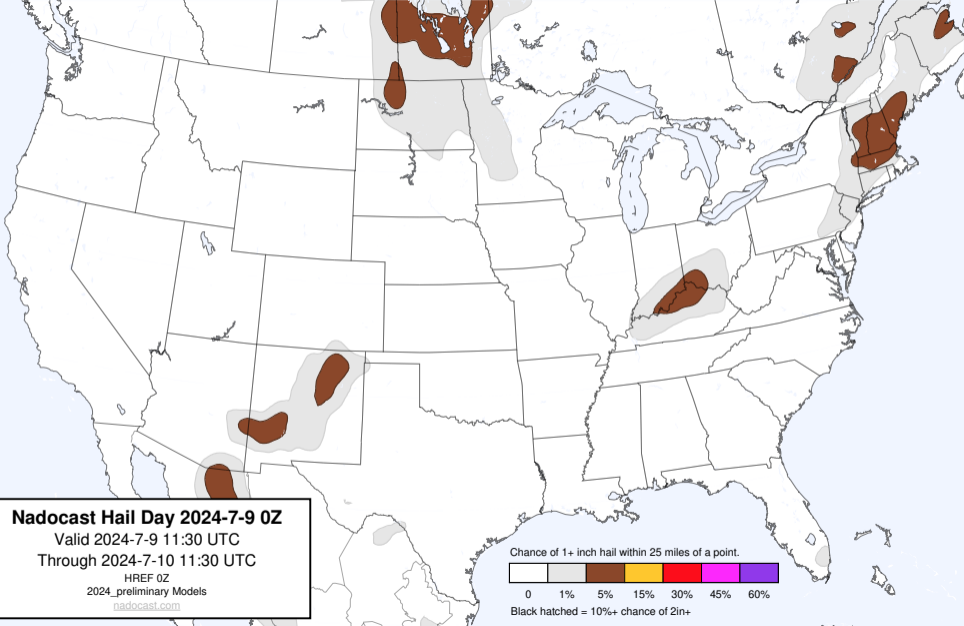 Nadocast Hail Day 2024-7-9 0Z
Valid 2024-7-9 11:30 UTC
Through 2024-7-10 11:30 UTC
HREF 0Z
2024_preliminary Models
nadocast.com
Chance of 1+ inch hail within 25 miles of a point.
0 1% 5% 15% 30% 45% 60%
Black hatched = 10%+ chance of 2in+